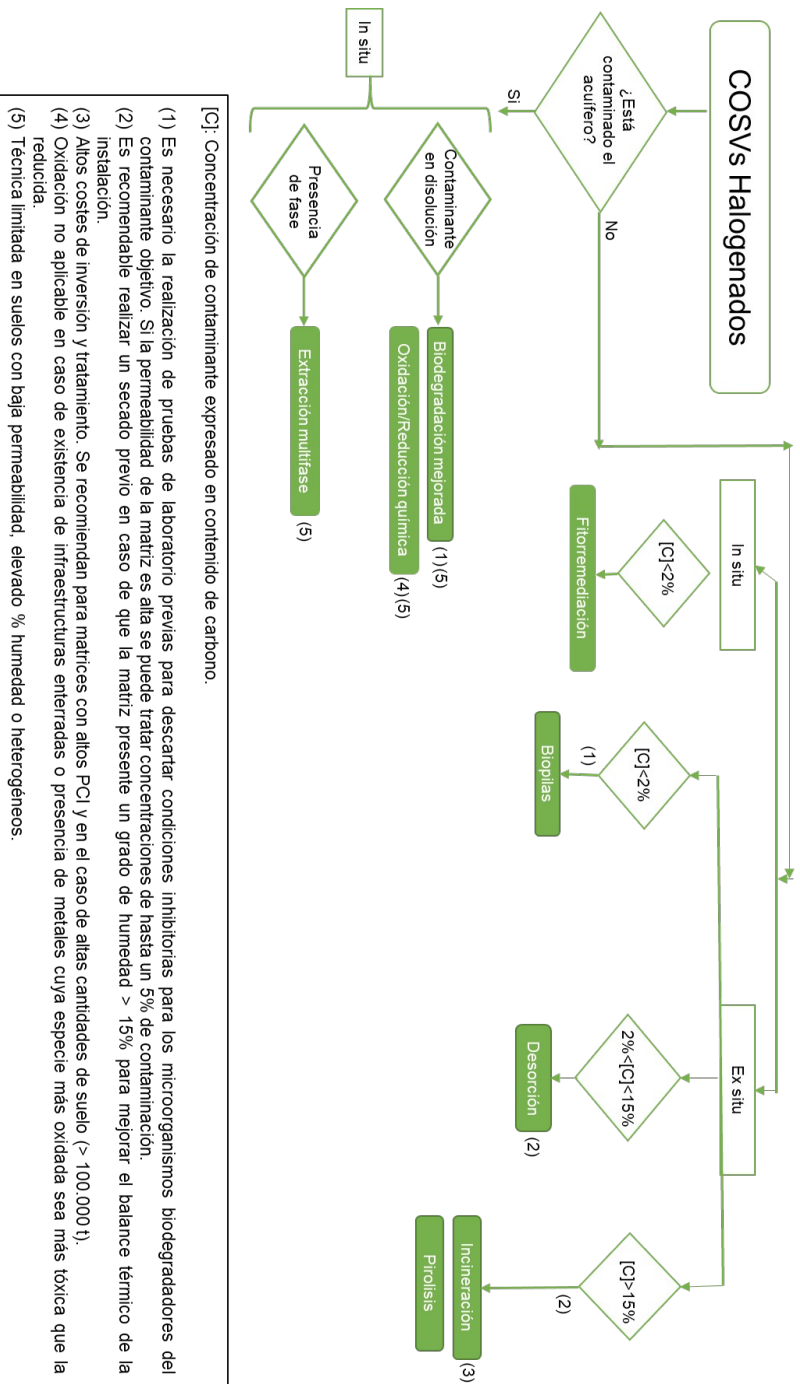 COSVs Halogenados
¿Está
contaminado el
acuífero?
No
Si
In situ
Contaminante
en disolución
Biodegradación mejorada
(1)(5)
Oxidación/Reducción química
(4)(5)
Presencia
de fase
Extracción multifase
(5)
In situ
[C]<2%
Fitorremediación
Ex situ
[C]<2%
(1)
Biopilas
2%<[C]<15%
Desorción
(2)
[C]>15%
(2)
Incineración
(3)
Pirolisis
[C]: Concentración de contaminante expresado en contenido de carbono.
(1) Es necesario la realización de pruebas de laboratorio previas para descartar condiciones inhibitorias para los microorganismos biodegradadores del
contaminante objetivo. Si la permeabilidad de la matriz es alta se puede tratar concentraciones de hasta un 5% de contaminación.
(2) Es recomendable realizar un secado previo en caso de que la matriz presente un grado de humedad > 15% para mejorar el balance térmico de la
instalación.
(3) Altos costes de inversión y tratamiento. Se recomiendan para matrices con altos PCI y en el caso de altas cantidades de suelo (> 100.000 t).
(4) Oxidación no aplicable en caso de existencia de infraestructuras enterradas o presencia de metales cuya especie más oxidada sea más tóxica que la
reducida.
(5) Técnica limitada en suelos con baja permeabilidad, elevado % humedad o heterogéneos.